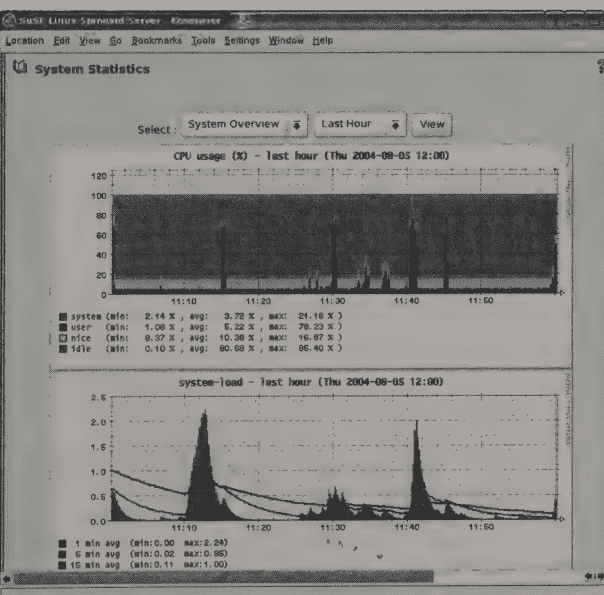 SuSE Linux Standard Server - Konqueror
Location Edit View Go Bookmarks Tools Settings Window Help
System Statistics
?
Select : System Overview Last Hour View
CPU usage (%) - last hour (Thu 2004-08-05 12:00)
120
100
80
60
40
20
0
11:10 11:20 11:30 11:40 11:50
system (min: 2.14 % , avg: 3.72 % , max: 21.18 % )
user (min: 1.08 % , avg: 5.22 % , max: 78.23 % )
nice (min: 8.37 % , avg: 10.38 % , max: 16.87 % )
idle (min: 0.10 % , avg: 80.68 % , max: 85.40 % )
system-load - last hour (Thu 2004-08-05 12:00)
2.5
2.0
1.5
1.0
0.5
0.0
11:10 11:20 11:30 11:40 11:50
1 min avg (min:0.00 max:2.24)
5 min avg (min:0.02 max:0.95)
15 min avg (min:0.11 max:1.00)